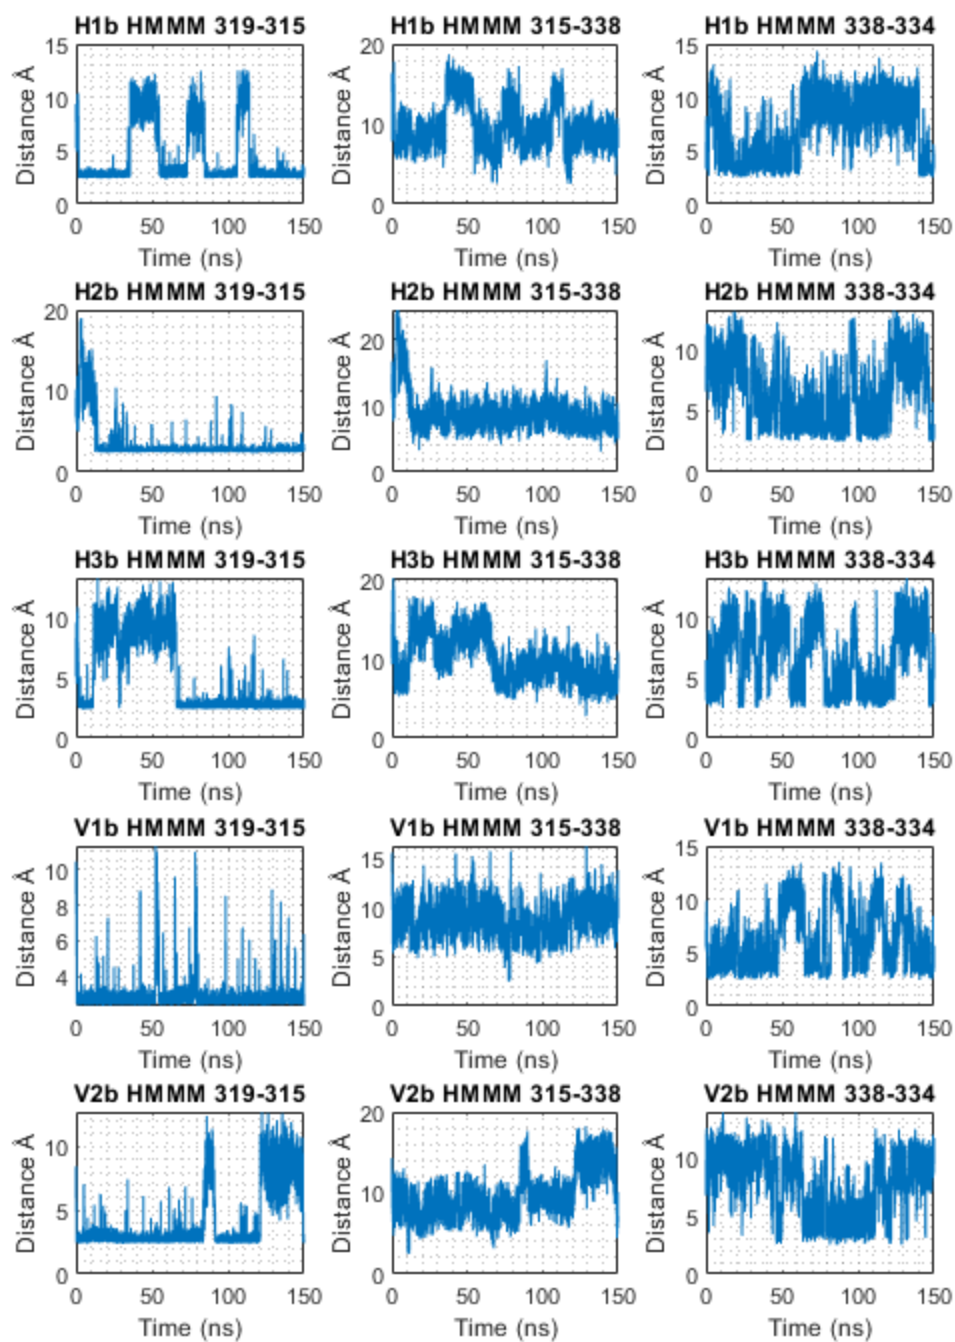 H1b HMMM 319-315
H1b HMMM 315-338
H1b HMMM 338-334
Distance Å
15
10
5
0
0 50 100 150
Time (ns)
Distance Å
20
10
0
0 50 100 150
Time (ns)
Distance Å
15
10
5
0
0 50 100 150
Time (ns)
H2b HMMM 319-315
H2b HMMM 315-338
H2b HMMM 338-334
Distance Å
20
10
0
0 50 100 150
Time (ns)
Distance Å
20
10
0
0 50 100 150
Time (ns)
Distance Å
10
5
0
0 50 100 150
Time (ns)
H3b HMMM 319-315
H3b HMMM 315-338
H3b HMMM 338-334
Distance Å
10
5
0
0 50 100 150
Time (ns)
Distance Å
20
10
0
0 50 100 150
Time (ns)
Distance Å
10
5
0
0 50 100 150
Time (ns)
V1b HMMM 319-315
V1b HMMM 315-338
V1b HMMM 338-334
Distance Å
10
8
6
4
0 50 100 150
Time (ns)
Distance Å
15
10
5
0
0 50 100 150
Time (ns)
Distance Å
15
10
5
0
0 50 100 150
Time (ns)
V2b HMMM 319-315
V2b HMMM 315-338
V2b HMMM 338-334
Distance Å
10
5
0
0 50 100 150
Time (ns)
Distance Å
20
10
0
0 50 100 150
Time (ns)
Distance Å
10
5
0
0 50 100 150
Time (ns)